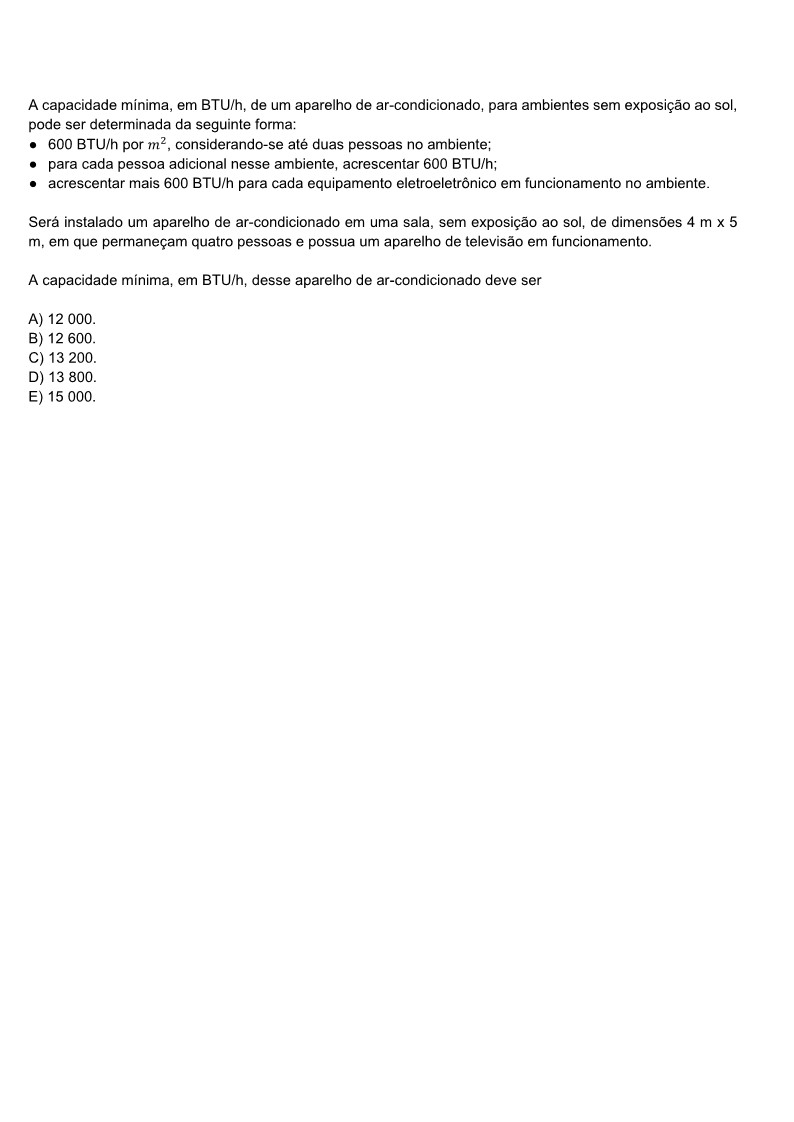 A capacidade mínima, em BTU/h, de um aparelho de ar-condicionado, para ambientes sem exposição ao sol,
pode ser determinada da seguinte forma:
● 600 BTU/h por m², considerando-se até duas pessoas no ambiente;
● para cada pessoa adicional nesse ambiente, acrescentar 600 BTU/h;
● acrescentar mais 600 BTU/h para cada equipamento eletroeletrônico em funcionamento no ambiente.
Será instalado um aparelho de ar-condicionado em uma sala, sem exposição ao sol, de dimensões 4 m x 5
m, em que permaneçam quatro pessoas e possua um aparelho de televisão em funcionamento.
A capacidade mínima, em BTU/h, desse aparelho de ar-condicionado deve ser
A) 12 000.
B) 12 600.
C) 13 200.
D) 13 800.
E) 15 000.